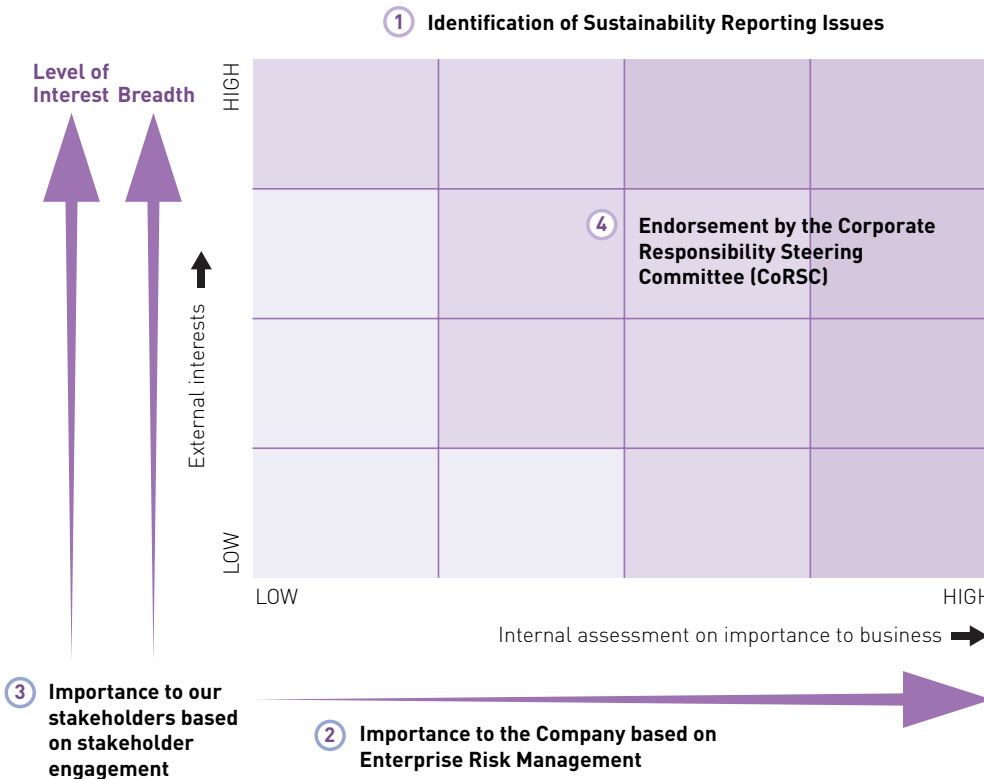 1 Identification of Sustainability Reporting Issues
Level of
Interest Breadth
HIGH
4 Endorsement by the Corporate
Responsibility Steering
Committee (CoRSC)
External interests
LOW
LOW
HIGH
Internal assessment on importance to business
3 Importance to our
stakeholders based
on stakeholder
engagement
2 Importance to the Company based on
Enterprise Risk Management